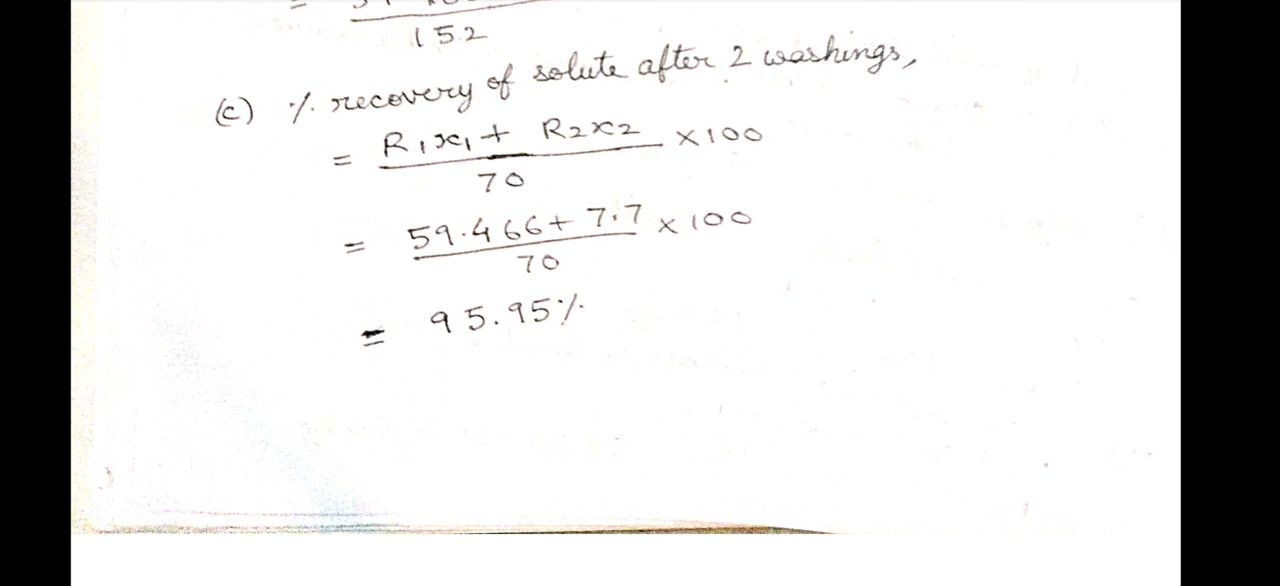 =
152
(c) % recovery of solute after 2 washings,
= R1x1 + R2x2 x 100
70
= 59.466 + 7.7 x 100
70
= 95.95%